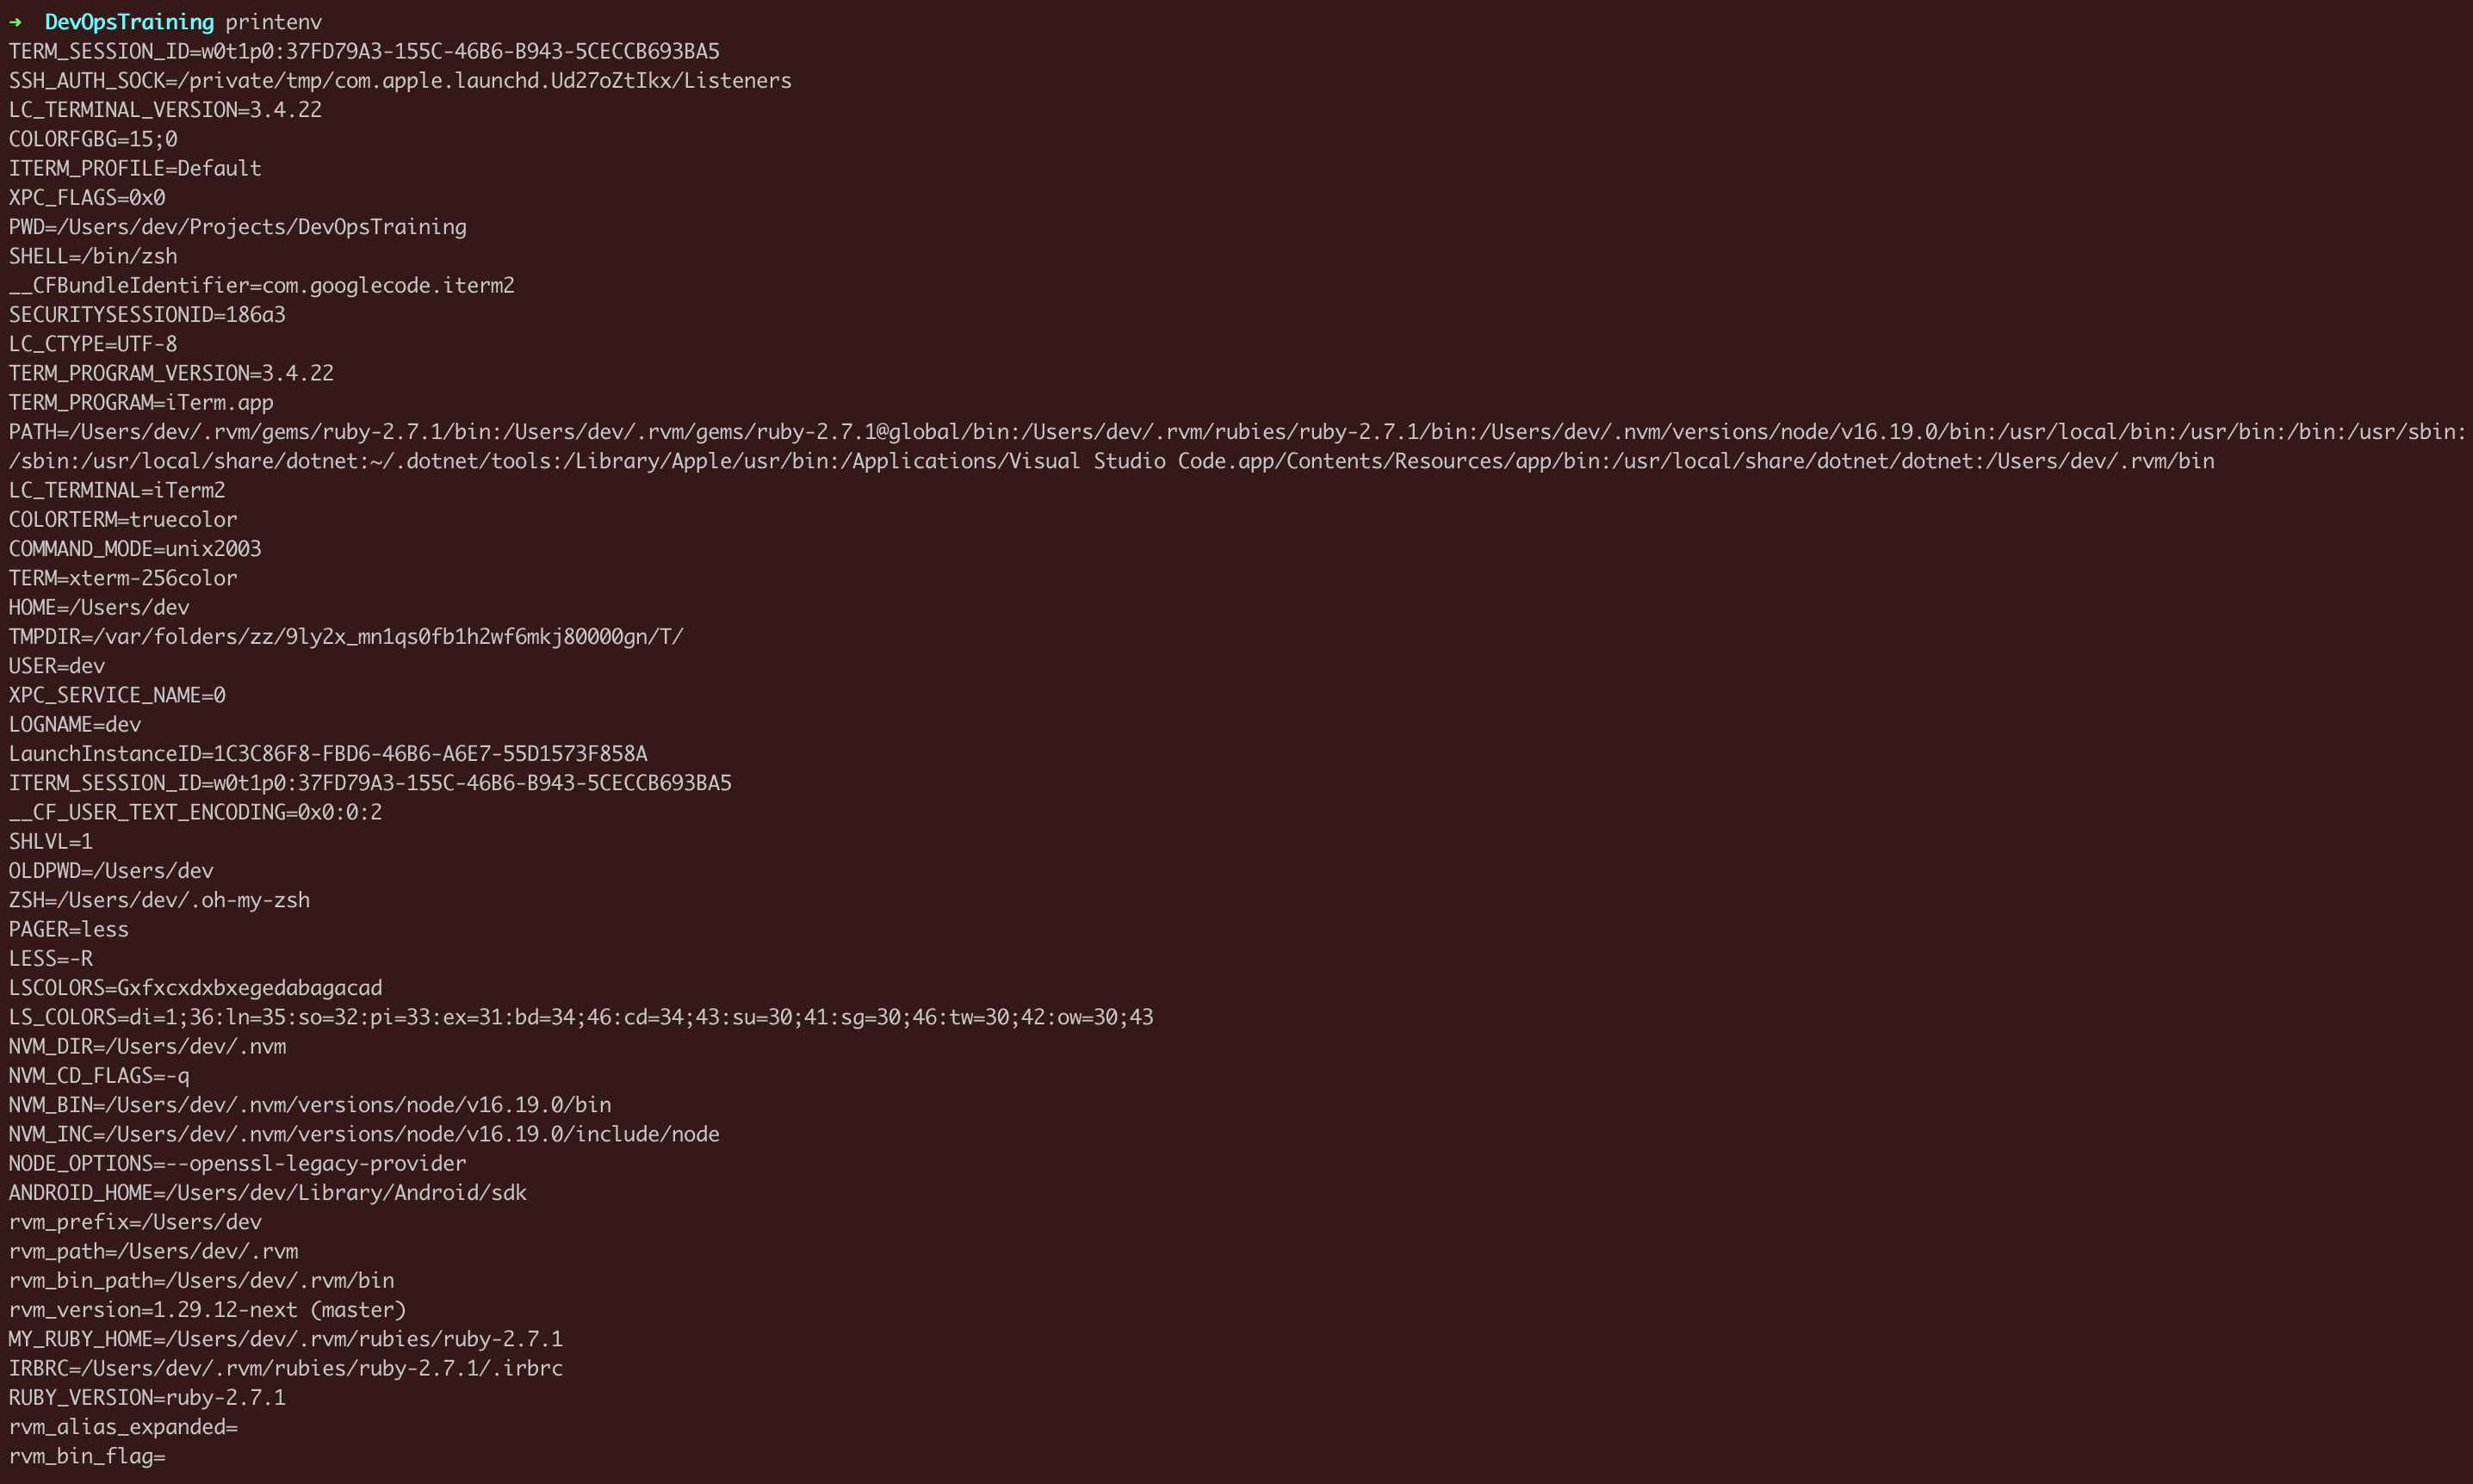 ➜  DevOpsTraining printenv
TERM_SESSION_ID=w0t1p0:37FD79A3-155C-46B6-B943-5CECCB693BA5
SSH_AUTH_SOCK=/private/tmp/com.apple.launchd.Ud27oZtIkx/Listeners
LC_TERMINAL_VERSION=3.4.22
COLORFGBG=15;0
ITERM_PROFILE=Default
XPC_FLAGS=0x0
PWD=/Users/dev/Projects/DevOpsTraining
SHELL=/bin/zsh
__CFBundleIdentifier=com.googlecode.iterm2
SECURITYSESSIONID=186a3
LC_CTYPE=UTF-8
TERM_PROGRAM_VERSION=3.4.22
TERM_PROGRAM=iTerm.app
PATH=/Users/dev/.rvm/gems/ruby-2.7.1/bin:/Users/dev/.rvm/gems/ruby-2.7.1@global/bin:/Users/dev/.rvm/rubies/ruby-2.7.1/bin:/Users/dev/.nvm/versions/node/v16.19.0/bin:/usr/local/bin:/usr/bin:/bin:/usr/sbin:
/sbin:/usr/local/share/dotnet:~/.dotnet/tools:/Library/Apple/usr/bin:/Applications/Visual Studio Code.app/Contents/Resources/app/bin:/usr/local/share/dotnet/dotnet:/Users/dev/.rvm/bin
LC_TERMINAL=iTerm2
COLORTERM=truecolor
COMMAND_MODE=unix2003
TERM=xterm-256color
HOME=/Users/dev
TMPDIR=/var/folders/zz/9ly2x_mn1qs0fb1h2wf6mkj80000gn/T/
USER=dev
XPC_SERVICE_NAME=0
LOGNAME=dev
LaunchInstanceID=1C3C86F8-FBD6-46B6-A6E7-55D1573F858A
ITERM_SESSION_ID=w0t1p0:37FD79A3-155C-46B6-B943-5CECCB693BA5
__CF_USER_TEXT_ENCODING=0x0:0:2
SHLVL=1
OLDPWD=/Users/dev
ZSH=/Users/dev/.oh-my-zsh
PAGER=less
LESS=-R
LSCOLORS=Gxfxcxdxbxegedabagacad
LS_COLORS=di=1;36:ln=35:so=32:pi=33:ex=31:bd=34;46:cd=34;43:su=30;41:sg=30;46:tw=30;42:ow=30;43
NVM_DIR=/Users/dev/.nvm
NVM_CD_FLAGS=-q
NVM_BIN=/Users/dev/.nvm/versions/node/v16.19.0/bin
NVM_INC=/Users/dev/.nvm/versions/node/v16.19.0/include/node
NODE_OPTIONS=--openssl-legacy-provider
ANDROID_HOME=/Users/dev/Library/Android/sdk
rvm_prefix=/Users/dev
rvm_path=/Users/dev/.rvm
rvm_bin_path=/Users/dev/.rvm/bin
rvm_version=1.29.12-next (master)
MY_RUBY_HOME=/Users/dev/.rvm/rubies/ruby-2.7.1
IRBRC=/Users/dev/.rvm/rubies/ruby-2.7.1/.irbrc
RUBY_VERSION=ruby-2.7.1
rvm_alias_expanded=
rvm_bin_flag=